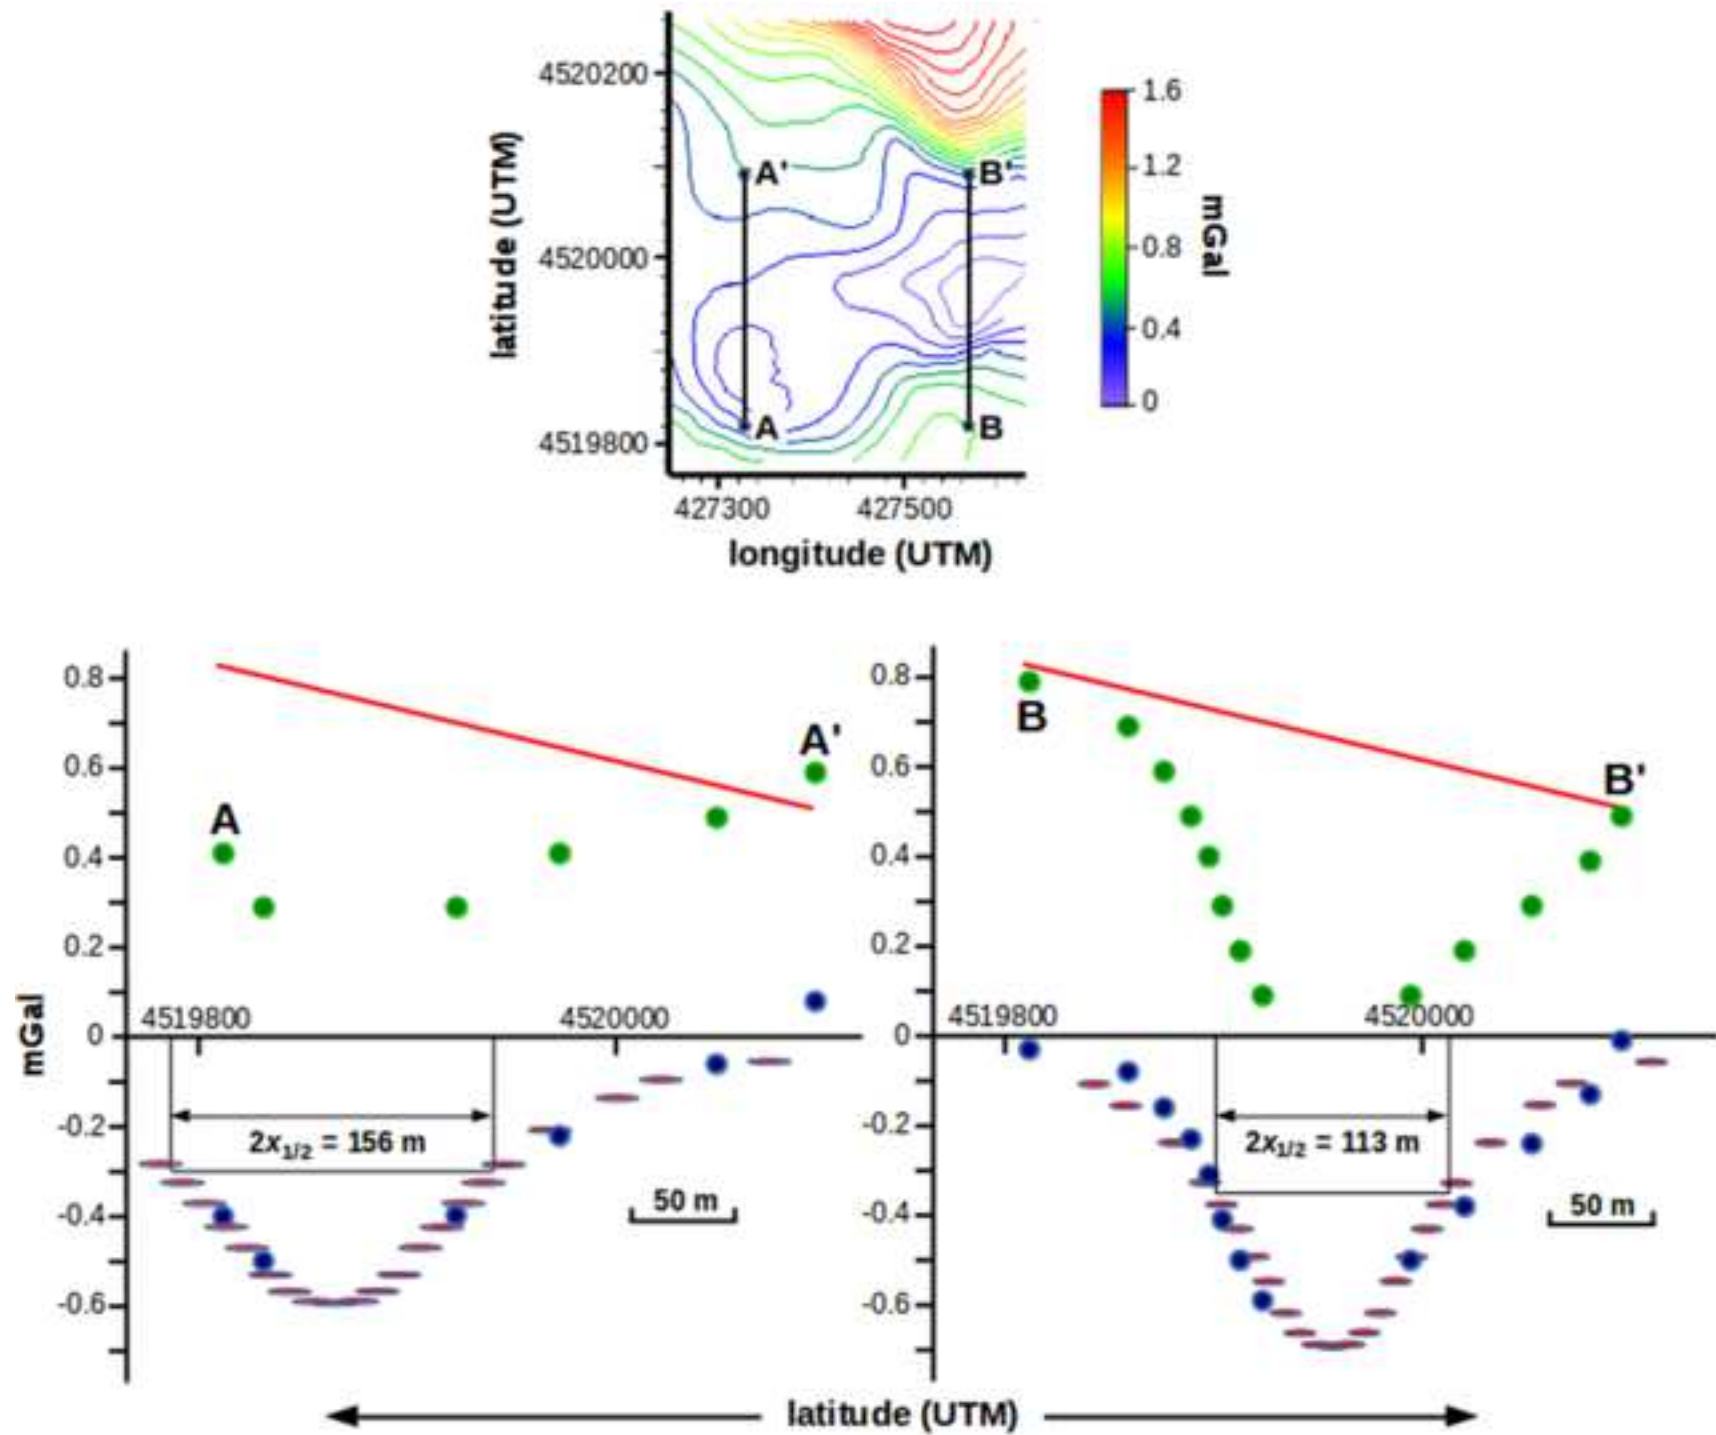 4520200
4520000
4519800
latitude (UTM)
A'
B'
A
B
427300
427500
longitude (UTM)
1.6
1.2
0.8
0.4
0
mGal
0.8
0.6
0.4
0.2
0
-0.2
-0.4
-0.6
mGal
A
A'
4519800
4520000
2x1/2 = 156 m
50 m
0.8
0.6
0.4
0.2
0
-0.2
-0.4
-0.6
B
B'
4519800
4520000
2x1/2 = 113 m
50 m
latitude (UTM)